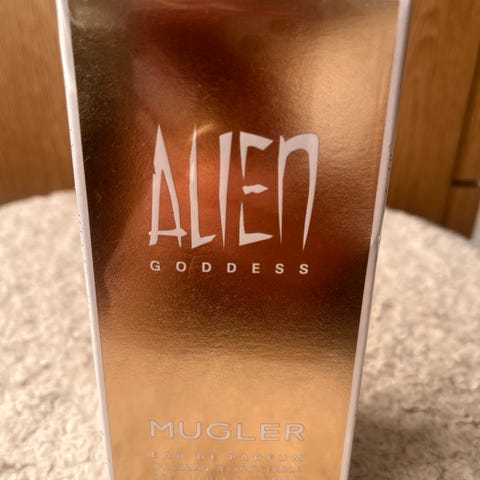 ALIEN
GODDESS
MUGLER
EAU DE PARFUM